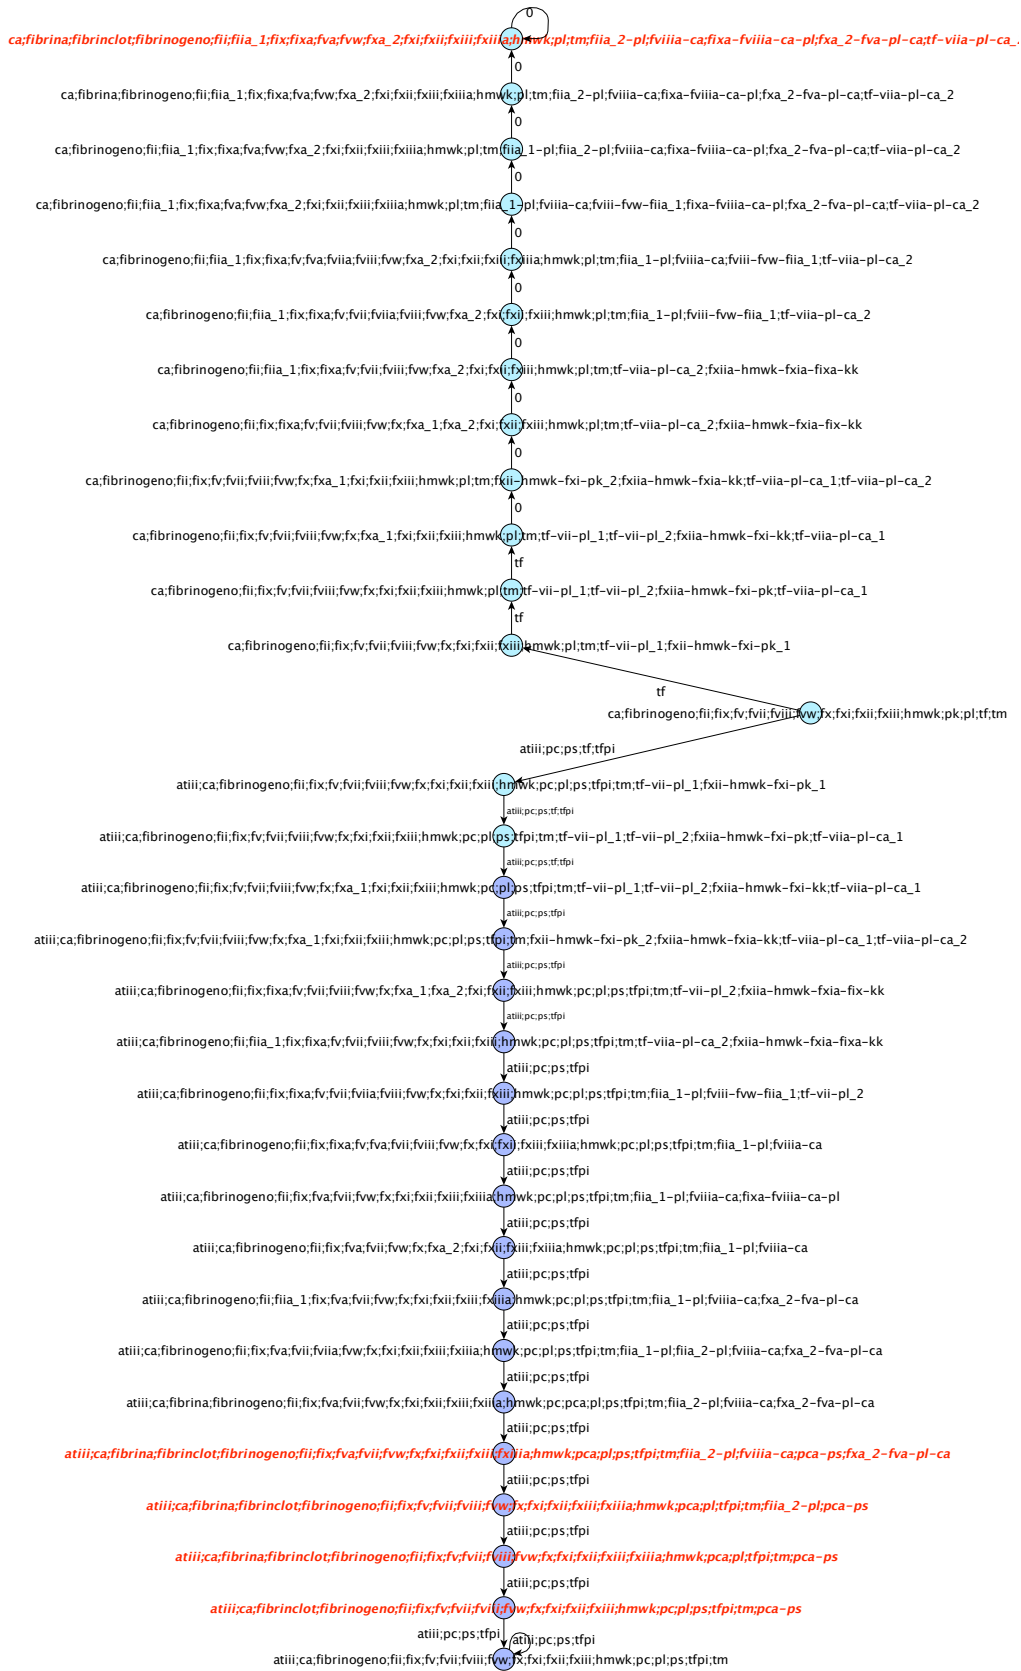 0
ca;fibrina;fibrinclot;fibrinogeno;fii;fiia_1;fix;fixa;fva;fvw;fxa_2;fxi;fxii;fxiii;fxiiia;hmwk;pl;tm;fiia_2-pl;fviiia-ca;fixa-fviiia-ca-pl;fxa_2-fva-pl-ca;tf-viia-pl-ca_
0
ca;fibrina;fibrinogeno;fii;fiia_1;fix;fixa;fva;fvw;fxa_2;fxi;fxii;fxiii;fxiiia;hmwk;pl;tm;fiia_2-pl;fviiia-ca;fixa-fviiia-ca-pl;fxa_2-fva-pl-ca;tf-viia-pl-ca_2
0
ca;fibrinogeno;fii;fiia_1;fix;fixa;fva;fvw;fxa_2;fxi;fxii;fxiii;fxiiia;hmwk;pl;tm;fiia_1-pl;fiia_2-pl;fviiia-ca;fixa-fviiia-ca-pl;fxa_2-fva-pl-ca;tf-viia-pl-ca_2
0
ca;fibrinogeno;fii;fiia_1;fix;fixa;fva;fvw;fxa_2;fxi;fxii;fxiii;fxiiia;hmwk;pl;tm;fiia_1-pl;fviiia-ca;fviii-fvw-fiia_1;fixa-fviiia-ca-pl;fxa_2-fva-pl-ca;tf-viia-pl-ca_2
0
ca;fibrinogeno;fii;fiia_1;fix;fixa;fv;fva;fviia;fviii;fvw;fxa_2;fxi;fxii;fxiii;fxiiia;hmwk;pl;tm;fiia_1-pl;fviiia-ca;fviii-fvw-fiia_1;tf-viia-pl-ca_2
0
ca;fibrinogeno;fii;fiia_1;fix;fixa;fv;fvii;fviia;fviii;fvw;fxa_2;fxi;fxii;fxiii;hmwk;pl;tm;fiia_1-pl;fviii-fvw-fiia_1;tf-viia-pl-ca_2
0
ca;fibrinogeno;fii;fiia_1;fix;fixa;fv;fvii;fviii;fvw;fxa_2;fxi;fxii;fxiii;hmwk;pl;tm;tf-viia-pl-ca_2;fxiia-hmwk-fxia-fixa-kk
0
ca;fibrinogeno;fii;fix;fixa;fv;fvii;fviii;fvw;fx;fxa_1;fxa_2;fxi;fxii;fxiii;hmwk;pl;tm;tf-viia-pl-ca_2;fxiia-hmwk-fxia-fix-kk
0
ca;fibrinogeno;fii;fix;fv;fvii;fviii;fvw;fx;fxa_1;fxi;fxii;fxiii;hmwk;pl;tm;fxii-hmwk-fxi-pk_2;fxiia-hmwk-fxia-kk;tf-viia-pl-ca_1;tf-viia-pl-ca_2
0
ca;fibrinogeno;fii;fix;fv;fvii;fviii;fvw;fx;fxa_1;fxi;fxii;fxiii;hmwk;pl;tm;tf-vii-pl_1;tf-vii-pl_2;fxiia-hmwk-fxi-kk;tf-viia-pl-ca_1
tf
ca;fibrinogeno;fii;fix;fv;fvii;fviii;fvw;fx;fxi;fxii;fxiii;hmwk;pl;tm;tf-vii-pl_1;tf-vii-pl_2;fxiia-hmwk-fxi-pk;tf-viia-pl-ca_1
tf
ca;fibrinogeno;fii;fix;fv;fvii;fviii;fvw;fx;fxi;fxii;fxiii;hmwk;pl;tm;tf-vii-pl_1;fxii-hmwk-fxi-pk_1
tf
ca;fibrinogeno;fii;fix;fv;fvii;fviii;fvw;fx;fxi;fxii;fxiii;hmwk;pk;pl;tf;tm
atiii;pc;ps;tf;tfpi
atiii;ca;fibrinogeno;fii;fix;fv;fvii;fviii;fvw;fx;fxi;fxii;fxiii;hmwk;pc;pl;ps;tfpi;tm;tf-vii-pl_1;fxii-hmwk-fxi-pk_1
atiii;pc;ps;tf;tfpi
atiii;ca;fibrinogeno;fii;fix;fv;fvii;fviii;fvw;fx;fxi;fxii;fxiii;hmwk;pc;pl;ps;tfpi;tm;tf-vii-pl_1;tf-vii-pl_2;fxiia-hmwk-fxi-pk;tf-viia-pl-ca_1
atiii;pc;ps;tf;tfpi
atiii;ca;fibrinogeno;fii;fix;fv;fvii;fviii;fvw;fx;fxa_1;fxi;fxii;fxiii;hmwk;pc;pl;ps;tfpi;tm;tf-vii-pl_1;tf-vii-pl_2;fxiia-hmwk-fxi-kk;tf-viia-pl-ca_1
atiii;pc;ps;tfpi
atiii;ca;fibrinogeno;fii;fix;fv;fvii;fviii;fvw;fx;fxa_1;fxi;fxii;fxiii;hmwk;pc;pl;ps;tfpi;tm;fxii-hmwk-fxi-pk_2;fxiia-hmwk-fxia-kk;tf-viia-pl-ca_1;tf-viia-pl-ca_2
atiii;pc;ps;tfpi
atiii;ca;fibrinogeno;fii;fix;fixa;fv;fvii;fviii;fvw;fx;fxa_1;fxa_2;fxi;fxii;fxiii;hmwk;pc;pl;ps;tfpi;tm;tf-vii-pl_2;fxiia-hmwk-fxia-fix-kk
atiii;pc;ps;tfpi
atiii;ca;fibrinogeno;fii;fiia_1;fix;fixa;fv;fvii;fviii;fvw;fx;fxi;fxii;fxiii;hmwk;pc;pl;ps;tfpi;tm;tf-viia-pl-ca_2;fxiia-hmwk-fxia-fixa-kk
atiii;pc;ps;tfpi
atiii;ca;fibrinogeno;fii;fix;fixa;fv;fvii;fviia;fviii;fvw;fx;fxi;fxii;fxiii;hmwk;pc;pl;ps;tfpi;tm;fiia_1-pl;fviii-fvw-fiia_1;tf-vii-pl_2
atiii;pc;ps;tfpi
atiii;ca;fibrinogeno;fii;fix;fixa;fv;fva;fvii;fviii;fvw;fx;fxi;fxii;fxiii;fxiiia;hmwk;pc;pl;ps;tfpi;tm;fiia_1-pl;fviiia-ca
atiii;pc;ps;tfpi
atiii;ca;fibrinogeno;fii;fix;fva;fvii;fvw;fx;fxi;fxii;fxiii;fxiiia;hmwk;pc;pl;ps;tfpi;tm;fiia_1-pl;fviiia-ca;fixa-fviiia-ca-pl
atiii;pc;ps;tfpi
atiii;ca;fibrinogeno;fii;fix;fva;fvii;fvw;fx;fxa_2;fxi;fxii;fxiii;fxiiia;hmwk;pc;pl;ps;tfpi;tm;fiia_1-pl;fviiia-ca
atiii;pc;ps;tfpi
atiii;ca;fibrinogeno;fii;fiia_1;fix;fva;fvii;fvw;fx;fxi;fxii;fxiii;fxiiia;hmwk;pc;pl;ps;tfpi;tm;fiia_1-pl;fviiia-ca;fxa_2-fva-pl-ca
atiii;pc;ps;tfpi
atiii;ca;fibrinogeno;fii;fix;fva;fvii;fviia;fvw;fx;fxi;fxii;fxiii;fxiiia;hmwk;pc;pl;ps;tfpi;tm;fiia_1-pl;fiia_2-pl;fviiia-ca;fxa_2-fva-pl-ca
atiii;pc;ps;tfpi
atiii;ca;fibrina;fibrinogeno;fii;fix;fva;fvii;fvw;fx;fxi;fxii;fxiii;fxiiia;hmwk;pc;pca;pl;ps;tfpi;tm;fiia_2-pl;fviiia-ca;fxa_2-fva-pl-ca
atiii;pc;ps;tfpi
atiii;ca;fibrina;fibrinclot;fibrinogeno;fii;fix;fva;fvii;fvw;fx;fxi;fxii;fxiii;fxiiia;hmwk;pca;pl;ps;tfpi;tm;fiia_2-pl;fviiia-ca;pca-ps;fxa_2-fva-pl-ca
atiii;pc;ps;tfpi
atiii;ca;fibrina;fibrinclot;fibrinogeno;fii;fix;fv;fvii;fviii;fvw;fx;fxi;fxii;fxiii;fxiiia;hmwk;pca;pl;tfpi;tm;fiia_2-pl;pca-ps
atiii;pc;ps;tfpi
atiii;ca;fibrina;fibrinclot;fibrinogeno;fii;fix;fv;fvii;fviii;fvw;fx;fxi;fxii;fxiii;fxiiia;hmwk;pca;pl;tfpi;tm;pca-ps
atiii;pc;ps;tfpi
atiii;ca;fibrinclot;fibrinogeno;fii;fix;fv;fvii;fviii;fvw;fx;fxi;fxii;fxiii;hmwk;pc;pl;ps;tfpi;tm;pca-ps
atiii;pc;ps;tfpi
atiii;pc;ps;tfpi
atiii;ca;fibrinogeno;fii;fix;fv;fvii;fviii;fvw;fx;fxi;fxii;fxiii;hmwk;pc;pl;ps;tfpi;tm